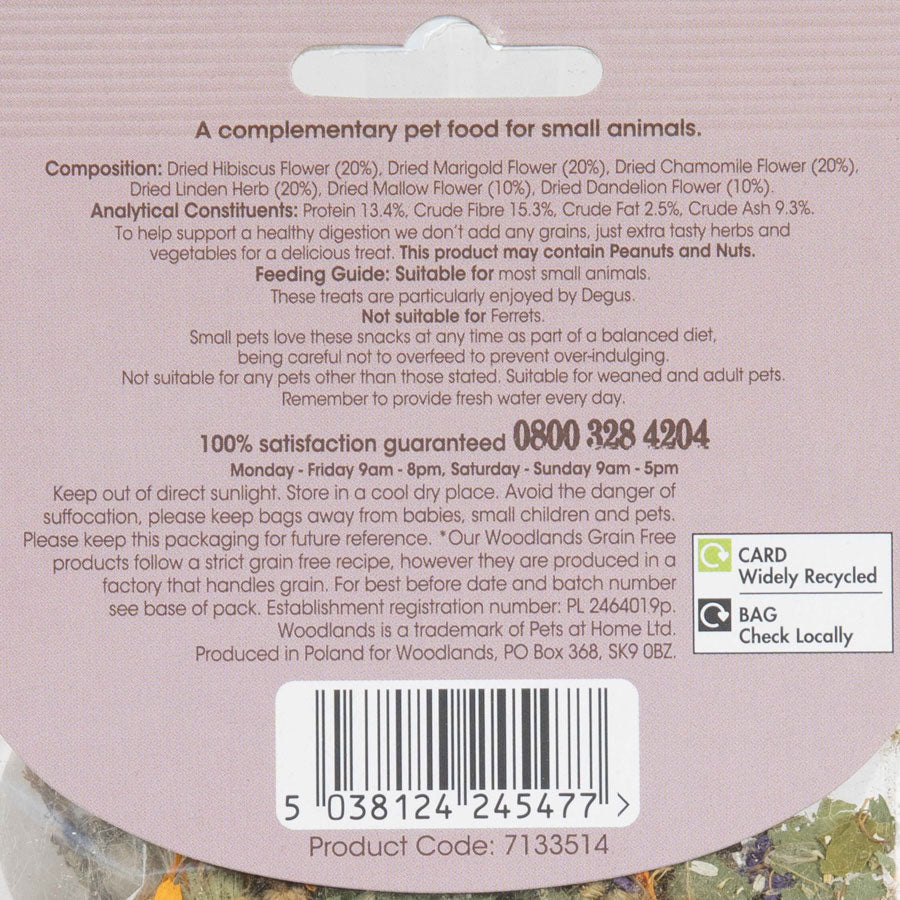 A complementary pet food for small animals.
Composition: Dried Hibiscus Flower (20%), Dried Marigold Flower (20%), Dried Chamomile Flower (20%),
Dried Linden Herb (20%), Dried Mallow Flower (10%), Dried Dandelion Flower (10%).
Analytical Constituents: Protein 13.4%, Crude Fibre 15.3%, Crude Fat 2.5%, Crude Ash 9.3%.
To help support a healthy digestion we don't add any grains, just extra tasty herbs and
vegetables for a delicious treat. This product may contain Peanuts and Nuts.
Feeding Guide: Suitable for most small animals.
These treats are particularly enjoyed by Degus.
Not suitable for Ferrets.
Small pets love these snacks at any time as part of a balanced diet,
being careful not to overfeed to prevent over-indulging.
Not suitable for any pets other than those stated. Suitable for weaned and adult pets.
Remember to provide fresh water every day.
100% satisfaction guaranteed 0800 328 4204
Monday - Friday 9am - 8pm, Saturday - Sunday 9am - 5pm
Keep out of direct sunlight. Store in a cool dry place. Avoid the danger of
suffocation, please keep bags away from babies, small children and pets.
Please keep this packaging for future reference. *Our Woodlands Grain Free
products follow a strict grain free recipe, however they are produced in a
factory that handles grain. For best before date and batch number
see base of pack. Establishment registration number: PL 2464019p.
Woodlands is a trademark of Pets at Home Ltd.
Produced in Poland for Woodlands, PO Box 368, SK9 0BZ.
CARD
Widely Recycled
BAG
Check Locally
5 038124 245477 >
Product Code: 7133514